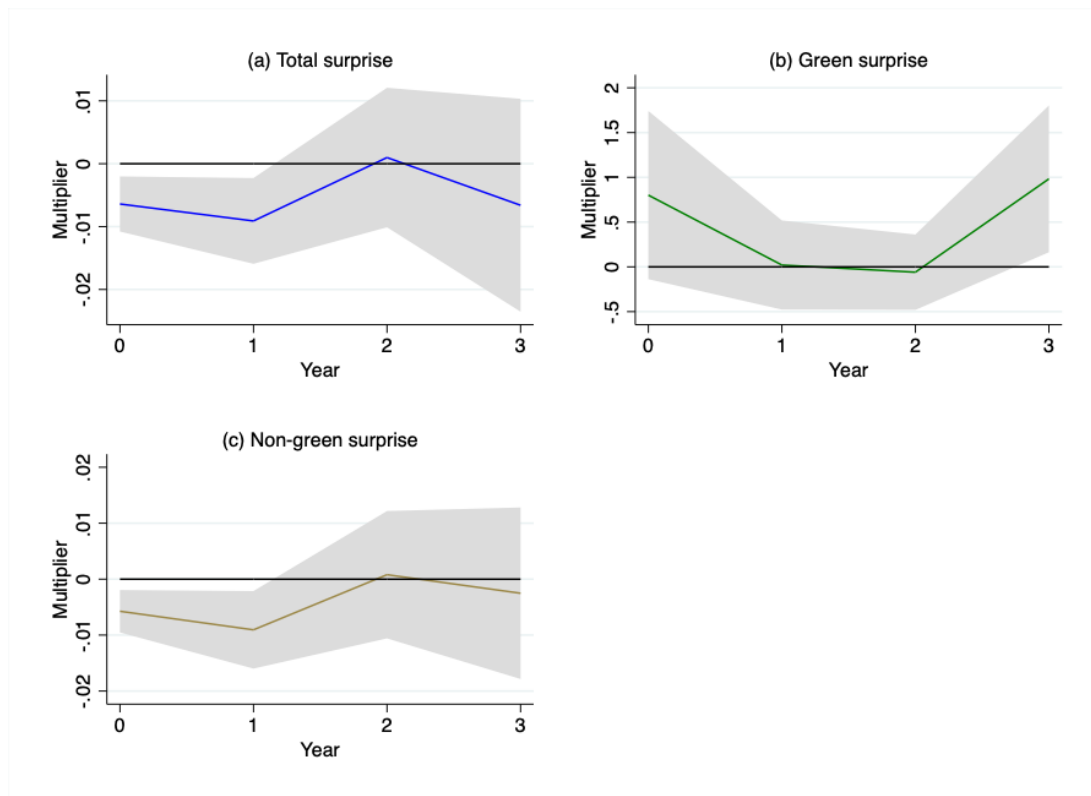 (a) Total surprise
Multiplier
.01
0
-.01
-.02
0 1 2 3
Year
(b) Green surprise
Multiplier
2
1.5
1
.5
0
-.5
0 1 2 3
Year
(c) Non-green surprise
Multiplier
.02
.01
0
-.01
-.02
0 1 2 3
Year